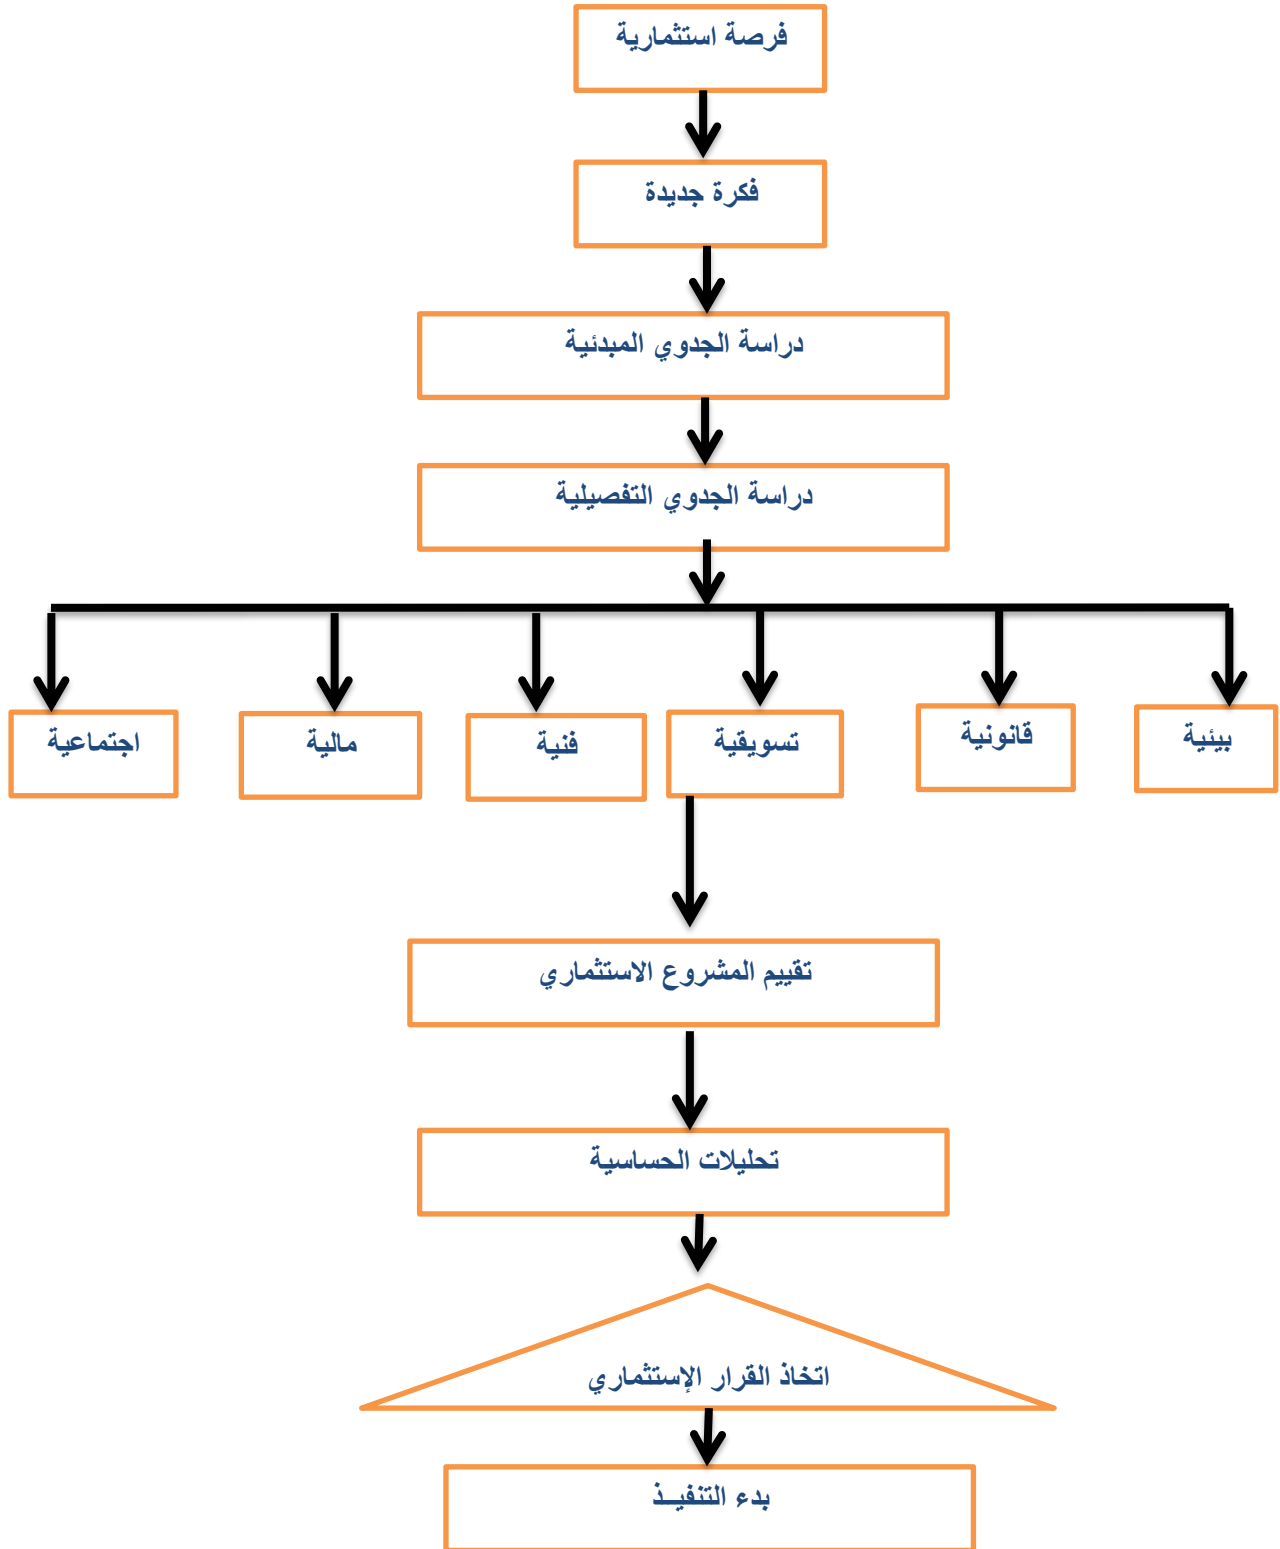 فرصة استثمارية
فكرة جديدة
دراسة الجدوي المبدئية
دراسة الجدوي التفصيلية
بيئية
قانونية
تسويقية
فنية
مالية
اجتماعية
تقييم المشروع الاستثماري
تحليلات الحساسية
اتخاذ القرار الإستثماري
بدء التنفيــذ